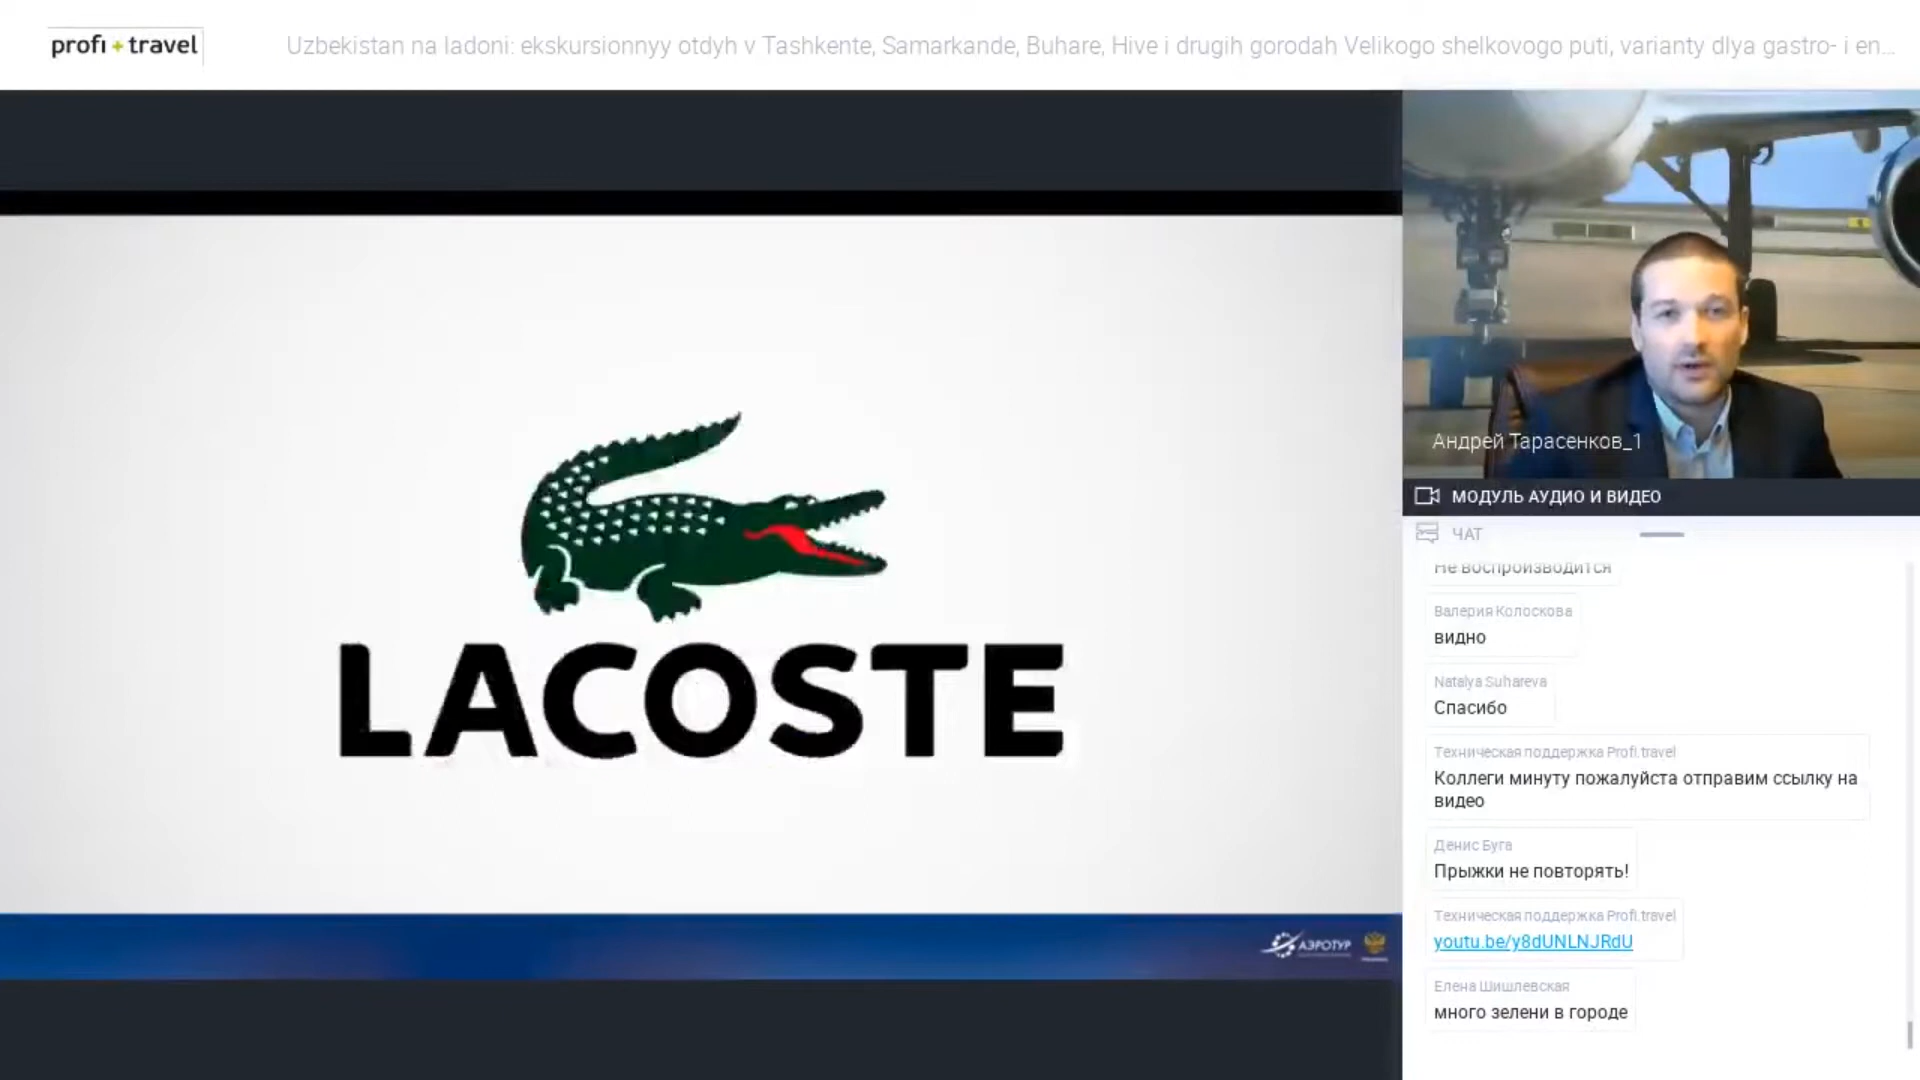 profi travel
Uzbekistan na ladoni: ekskursionnyy otdyh v Tashkente, Samarkande, Buhare, Hive i drugih gorodah Velikogo shelkovogo puti, varianty dlya gastro- i en...
LACOSTE
АЭРОТУР
Андрей Тарасенков_1
МОДУЛЬ АУДИО И ВИДЕО
ЧАТ
Не воспроизводится
Валерия Колоскова
видно
Natalya Suhareva
Спасибо
Техническая поддержка Profi.travel
Коллеги минуту пожалуйста отправим ссылку на
видео
Денис Буга
Прыжки не повторять!
Техническая поддержка Profi.travel
youtu.be/y8dUNLNJRdU
Елена Шишлевская
много зелени в городе